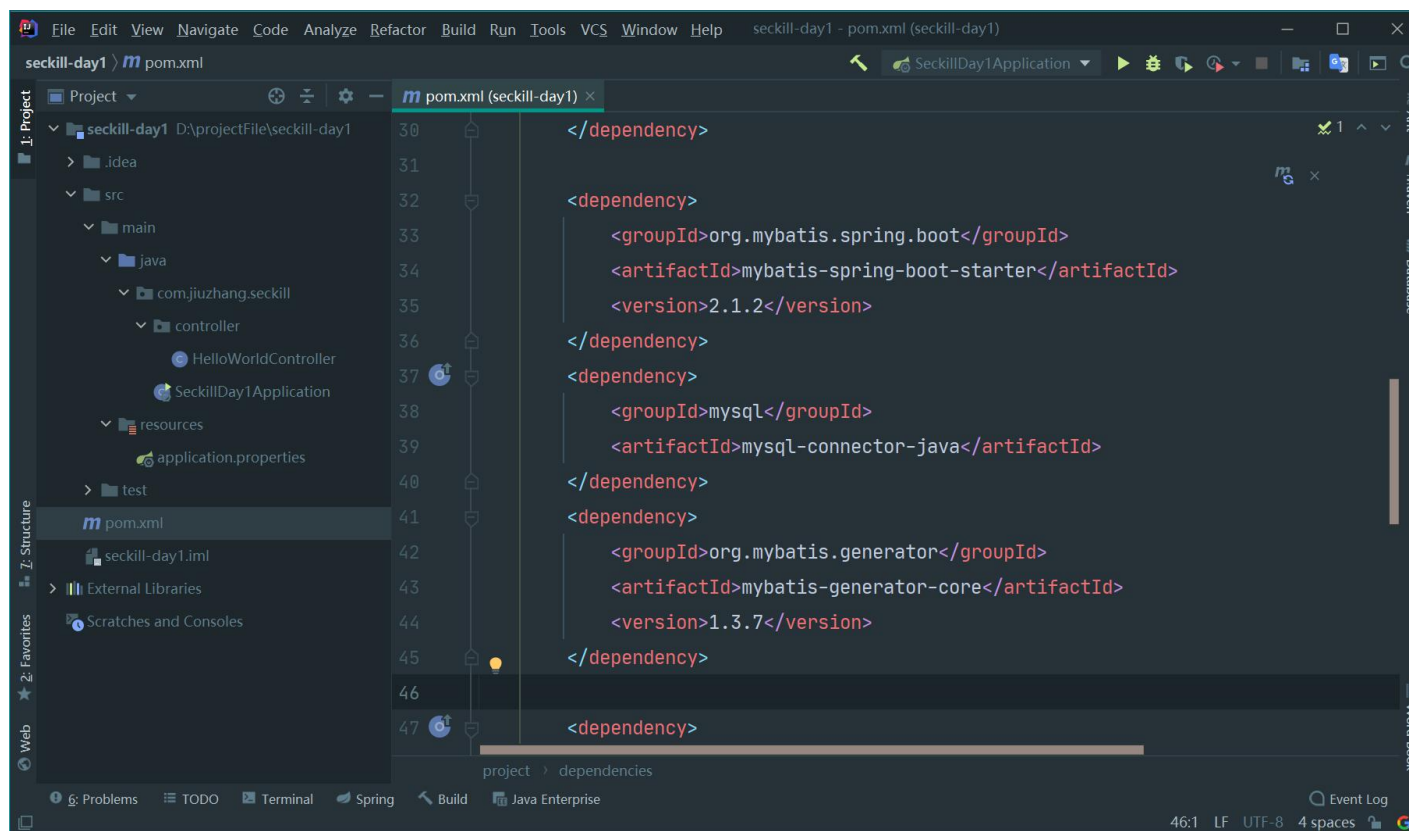 File Edit View Navigate Code Analyze Refactor Build Run Tools VCS Window Help seckill-day1 - pom.xml (seckill-day1)
seckill-day1 〉 m pom.xml
SeckillDay1Application
1: Project
Project
m pom.xml (seckill-day1) ×
seckill-day1 D:\projectFile\seckill-day1
.idea
src
main
java
com.jiuzhang.seckill
controller
HelloWorldController
SeckillDay1Application
resources
application.properties
test
m pom.xml
seckill-day1.iml
External Libraries
Scratches and Consoles
7: Structure
2: Favorites
Web
30 </dependency>
31
32 <dependency>
33 <groupId>org.mybatis.spring.boot</groupId>
34 <artifactId>mybatis-spring-boot-starter</artifactId>
35 <version>2.1.2</version>
36 </dependency>
37 <dependency>
38 <groupId>mysql</groupId>
39 <artifactId>mysql-connector-java</artifactId>
40 </dependency>
41 <dependency>
42 <groupId>org.mybatis.generator</groupId>
43 <artifactId>mybatis-generator-core</artifactId>
44 <version>1.3.7</version>
45 </dependency>
46
47 <dependency>
1
project › dependencies
6: Problems TODO Terminal Spring Build Java Enterprise Event Log
46:1 LF UTF-8 4 spaces